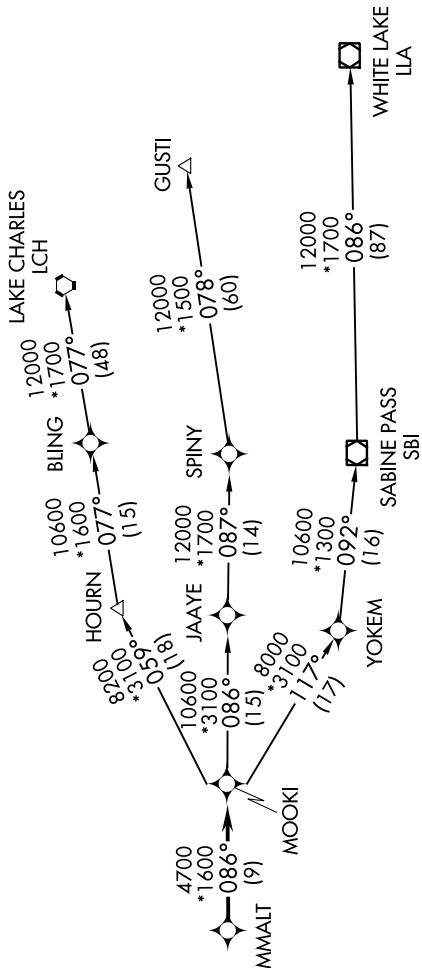 MMALT
4700
*1600
086°
(9)
MOOKI
8200
*3100
059°
(18)
HOURN
10600
*1600
077°
(15)
BLING
12000
*1700
077°
(48)
LAKE CHARLES
LCH
10600
*3100
086°
(15)
JAAYE
12000
*1700
087°
(14)
SPINY
12000
*1500
078°
(60)
GUSTI
8000
*3100
117°
(17)
YOKEM
10600
*1300
092°
(16)
SABINE PASS
SBI
12000
*1700
086°
(87)
WHITE LAKE
LLA